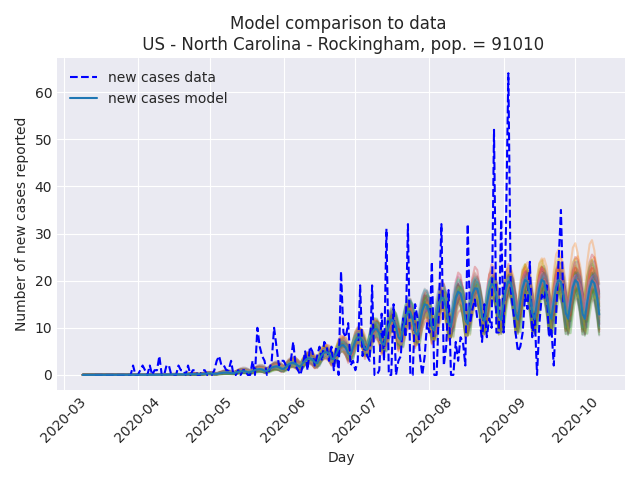 Model comparison to data
US - North Carolina - Rockingham, pop. = 91010
new cases data
new cases model
Number of new cases reported
60
50
40
30
20
10
0
2020-03
2020-04
2020-05
2020-06
2020-07
2020-08
2020-09
2020-10
Day